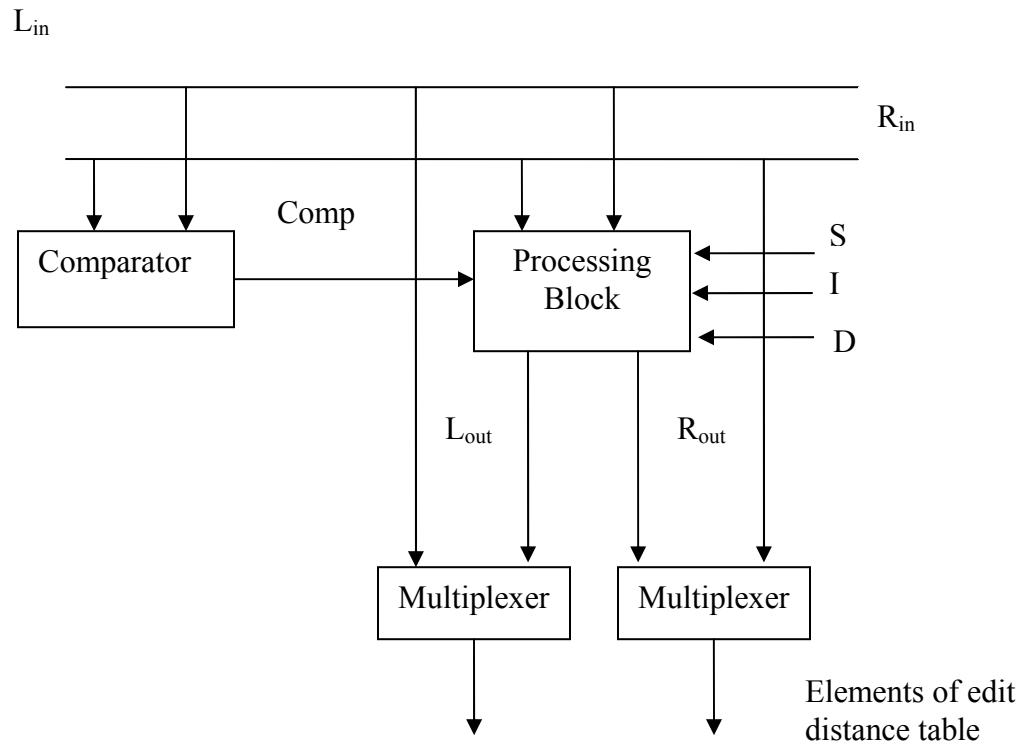 L_in
R_in
Comp
S
Comparator
Processing
Block
I
D
L_out
R_out
Multiplexer
Multiplexer
Elements of edit
distance table